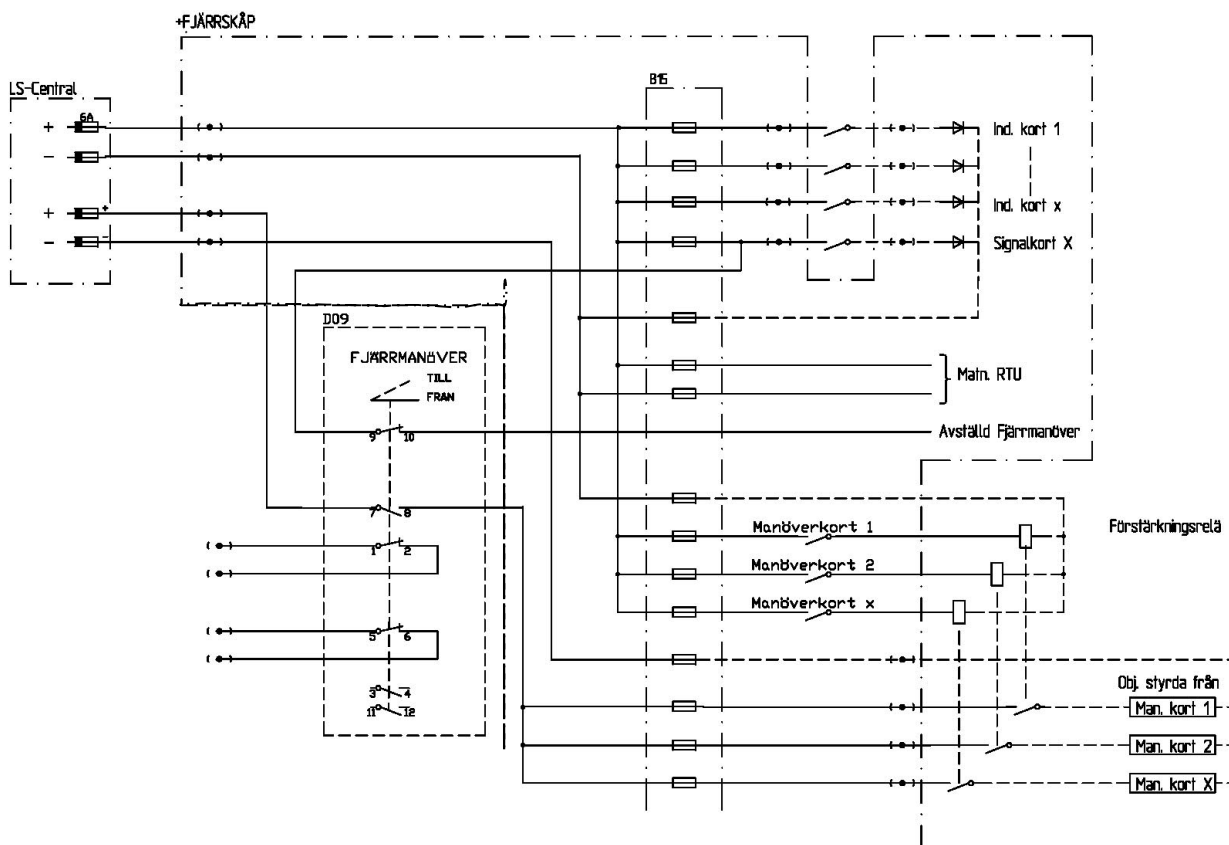 +FJÄRRSKÅP
LS-Central
6A
+
-
+
+
-
-
B15
Ind. kort 1
Ind. kort x
Signalkort X
D09
FJÄRRMANÖVER
TILL
FRAN
Matn. RTU
9 10
Avställd Fjärrmanöver
7 8
1 2
5 6
3 4
11 12
Manöverkort 1
Manöverkort 2
Manöverkort x
Förstärkningsrelä
Obj. styrda från
Man. kort 1
Man. kort 2
Man. kort X